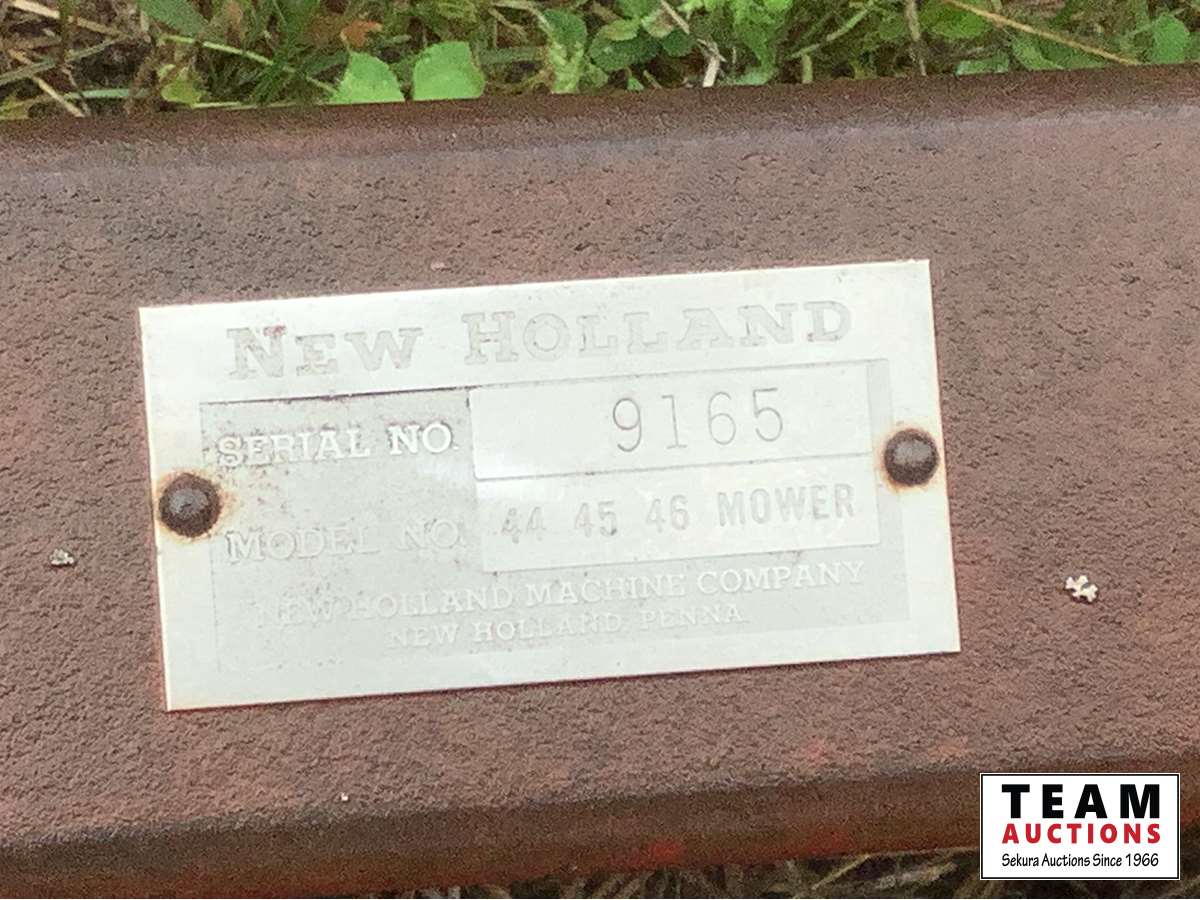 NEW HOLLAND
SERIAL NO. 9165
MODEL NO. 44 45 46 MOWER
NEW HOLLAND MACHINE COMPANY
NEW HOLLAND, PENNA.
TEAM
AUCTIONS
Sekura Auctions Since 1966